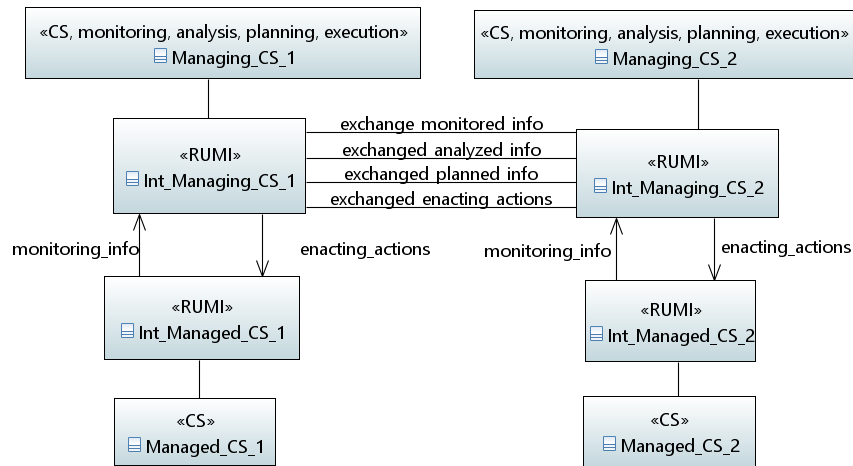 «CS, monitoring, analysis, planning, execution»
Managing_CS_1
«CS, monitoring, analysis, planning, execution»
Managing_CS_2
«RUMI»
Int_Managing_CS_1
exchange monitored info
exchanged analyzed info
exchanged planned info
exchanged enacting actions
«RUMI»
Int_Managing_CS_2
monitoring_info
enacting_actions
monitoring_info
enacting_actions
«RUMI»
Int_Managed_CS_1
«RUMI»
Int_Managed_CS_2
«CS»
Managed_CS_1
«CS»
Managed_CS_2